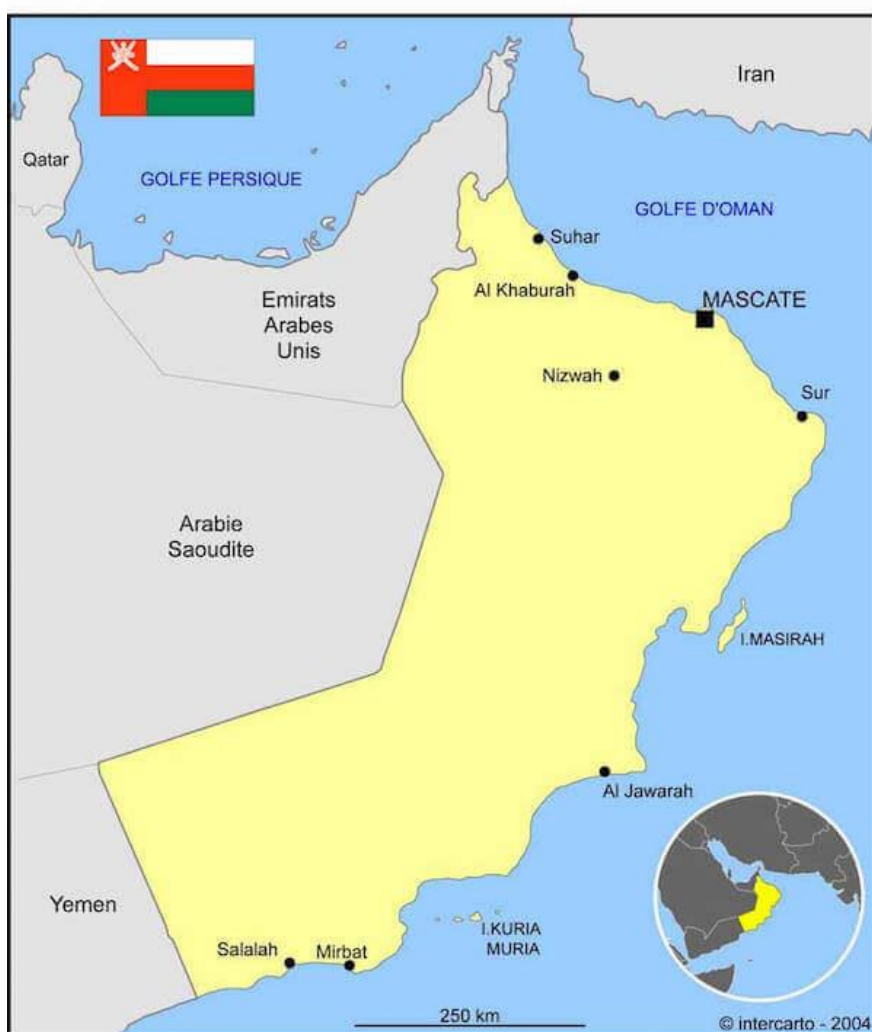 Iran
Qatar
GOLFE PERSIQUE
GOLFE D'OMAN
Suhar
Al Khaburah
MASCATE
Emirats
Arabes
Unis
Nizwah
Sur
Arabie
Saoudite
I.MASIRAH
Al Jawarah
Yemen
I.KURIA
MURIA
Salalah
Mirbat
250 km
© intercarto - 2004